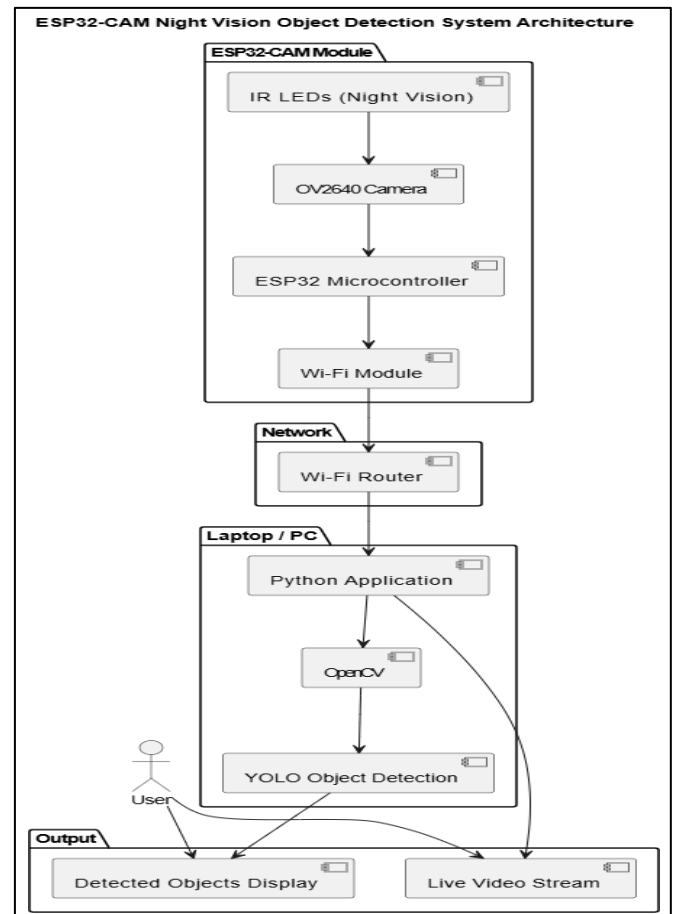 ESP32-CAM Night Vision Object Detection System Architecture
ESP32-CAM Module
IR LEDs (Night Vision)
OV2640 Camera
ESP32 Microcontroller
Wi-Fi Module
Network
Wi-Fi Router
Laptop / PC
Python Application
OpenCV
YOLO Object Detection
User
Output
Detected Objects Display
Live Video Stream